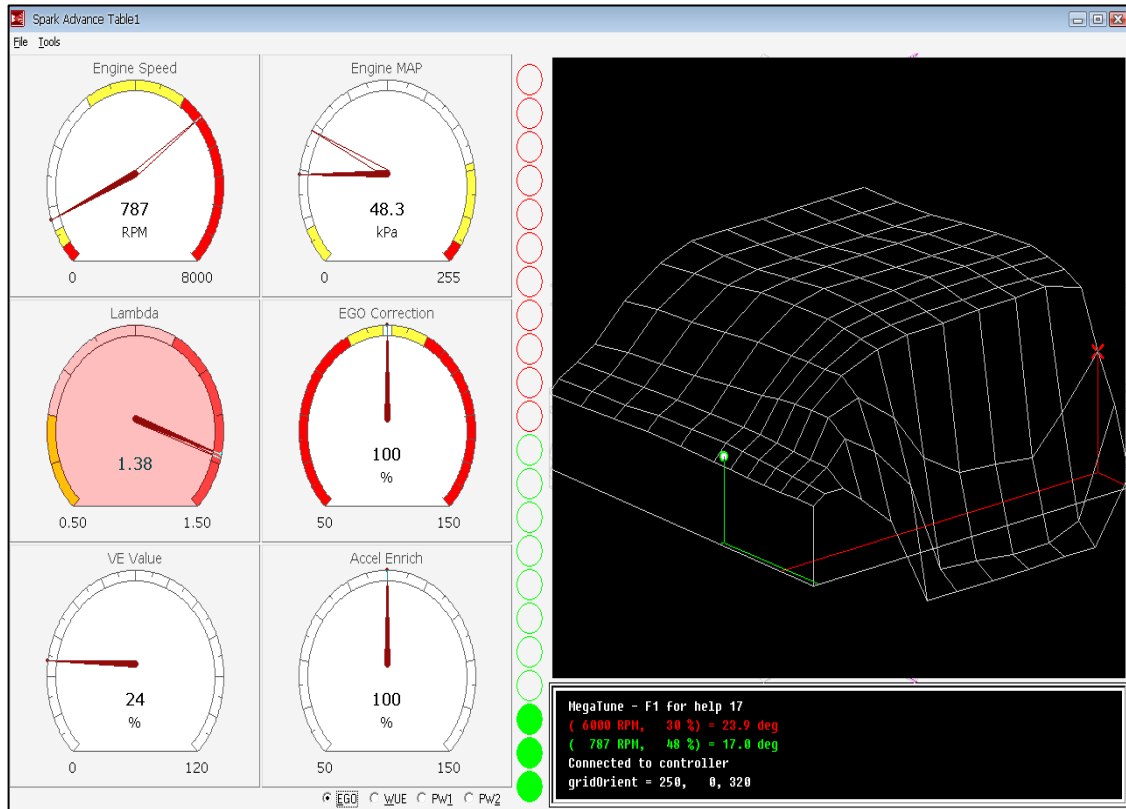 Spark Advance Table1
File Tools
Engine Speed
787
RPM
0 8000
Engine MAP
48.3
kPa
0 255
Lambda
1.38
0.50 1.50
EGO Correction
100
%
50 150
VE Value
24
%
0 120
Accel Enrich
100
%
50 150
EGO WUE PW1 PW2
MegaTune - F1 for help 17
( 6000 RPM, 30 %) = 23.9 deg
( 787 RPM, 48 %) = 17.0 deg
Connected to controller
gridOrient = 250, 0, 320